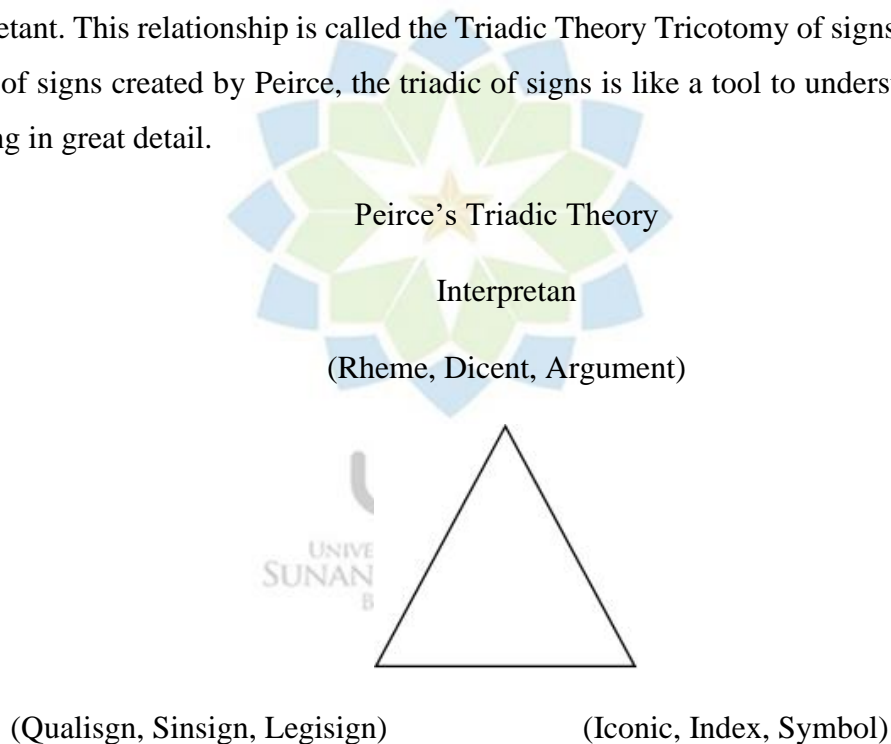 etant. This relationship is called the Triadic Theory Tricotomy of signs
of signs created by Peirce, the triadic of signs is like a tool to unders
g in great detail.
Peirce’s Triadic Theory
Interpretan
(Rheme, Dicent, Argument)
UNIVE
SUNAN
B
(Qualisgn, Sinsign, Legisign) (Iconic, Index, Symbol)